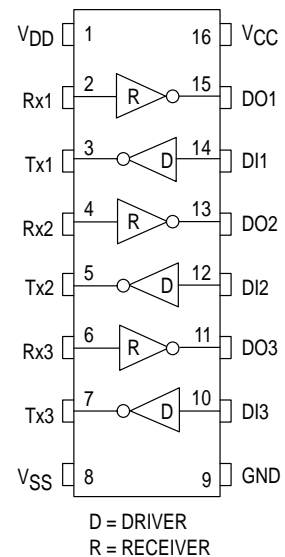 VDD 1 16 VCC
Rx1 2 R 15 DO1
Tx1 3 D 14 DI1
Rx2 4 R 13 DO2
Tx2 5 D 12 DI2
Rx3 6 R 11 DO3
Tx3 7 D 10 DI3
VSS 8 9 GND
D = DRIVER
R = RECEIVER